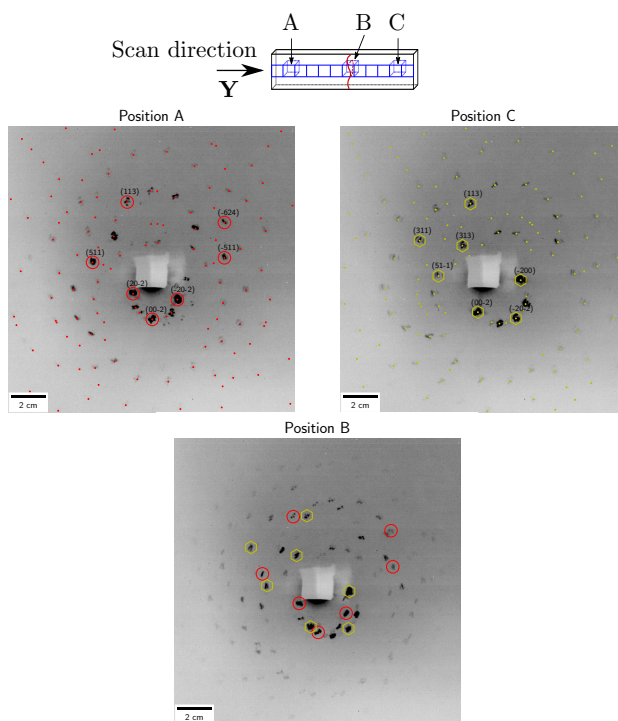 A
B
C
Scan direction
Y
Position A
(113)
(-624)
(511)
(-511)
(20-2)
(-20-2)
(00-2)
2 cm
Position C
(113)
(311)
(313)
(51-1)
(-200)
(00-2)
(-20-2)
2 cm
Position B
2 cm